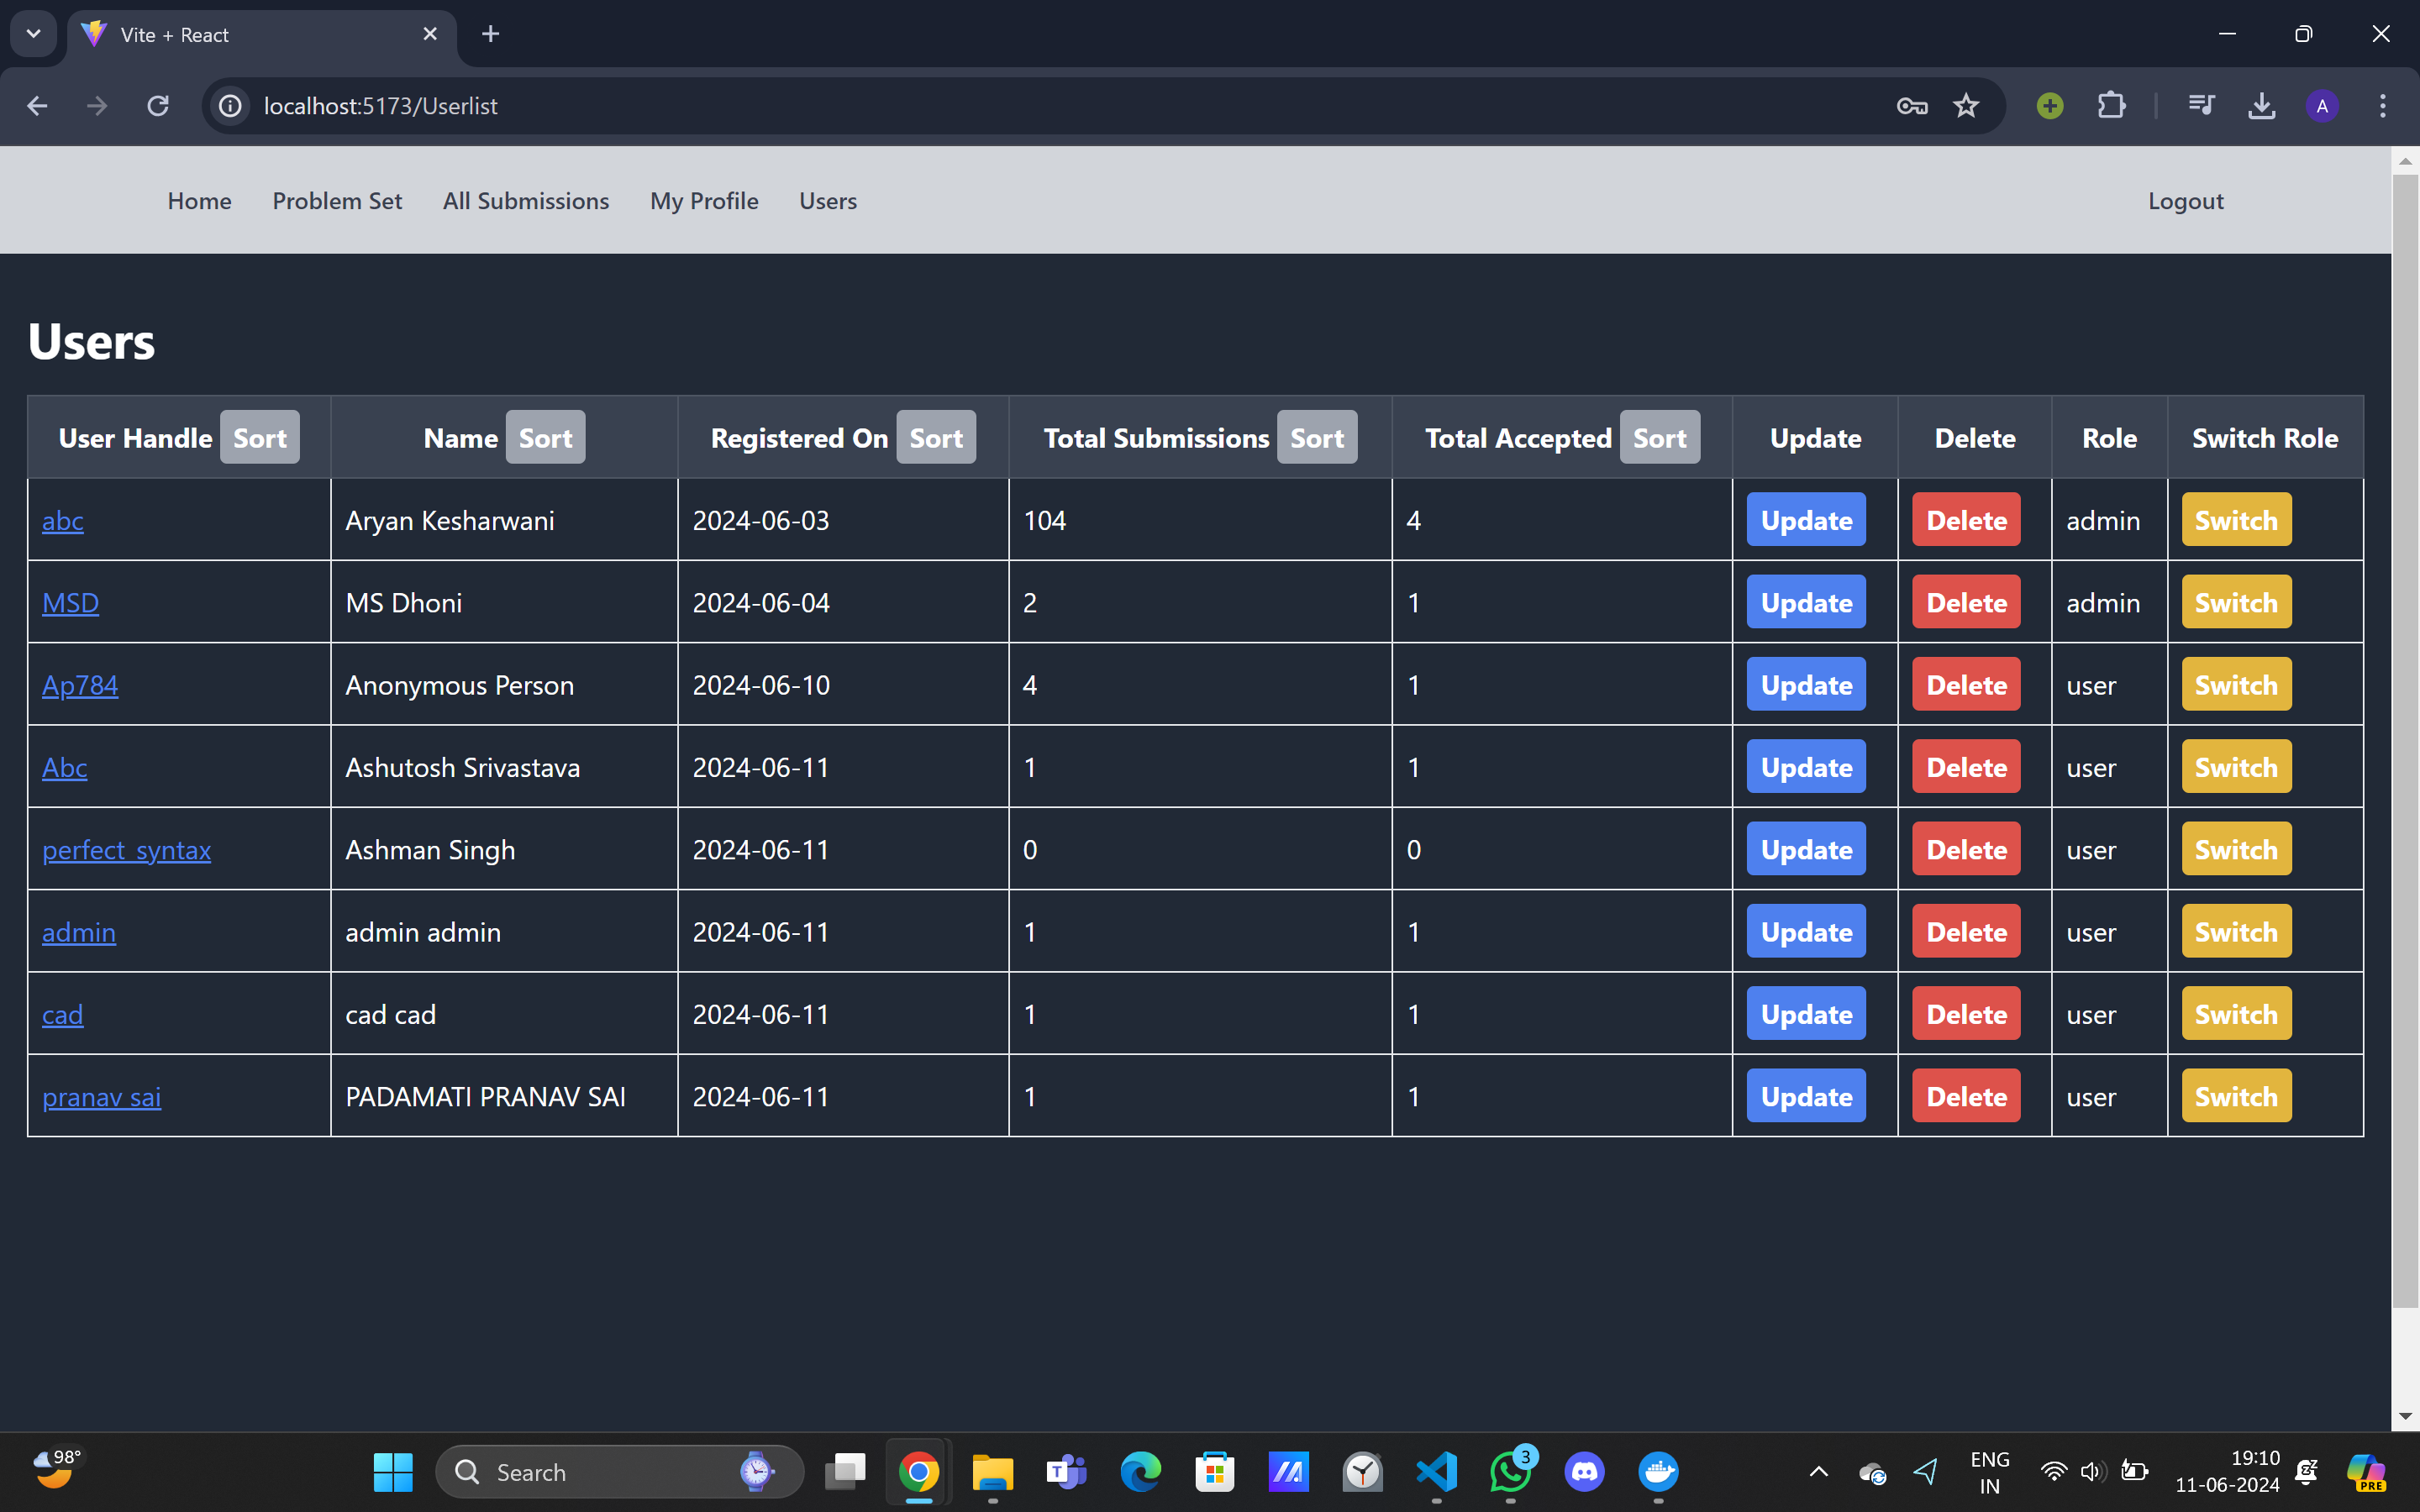 Vite + React
localhost:5173/Userlist
A
Home Problem Set All Submissions My Profile Users Logout
Users
User Handle Sort Name Sort Registered On Sort Total Submissions Sort Total Accepted Sort Update Delete Role Switch Role
abc Aryan Kesharwani 2024-06-03 104 4 Update Delete admin Switch
MSD MS Dhoni 2024-06-04 2 1 Update Delete admin Switch
Ap784 Anonymous Person 2024-06-10 4 1 Update Delete user Switch
Abc Ashutosh Srivastava 2024-06-11 1 1 Update Delete user Switch
perfect_syntax Ashman Singh 2024-06-11 0 0 Update Delete user Switch
admin admin admin 2024-06-11 1 1 Update Delete user Switch
cad cad cad 2024-06-11 1 1 Update Delete user Switch
pranav sai PADAMATI PRANAV SAI 2024-06-11 1 1 Update Delete user Switch
98°
Search
T
3
ENG
IN
19:10
11-06-2024
PRE